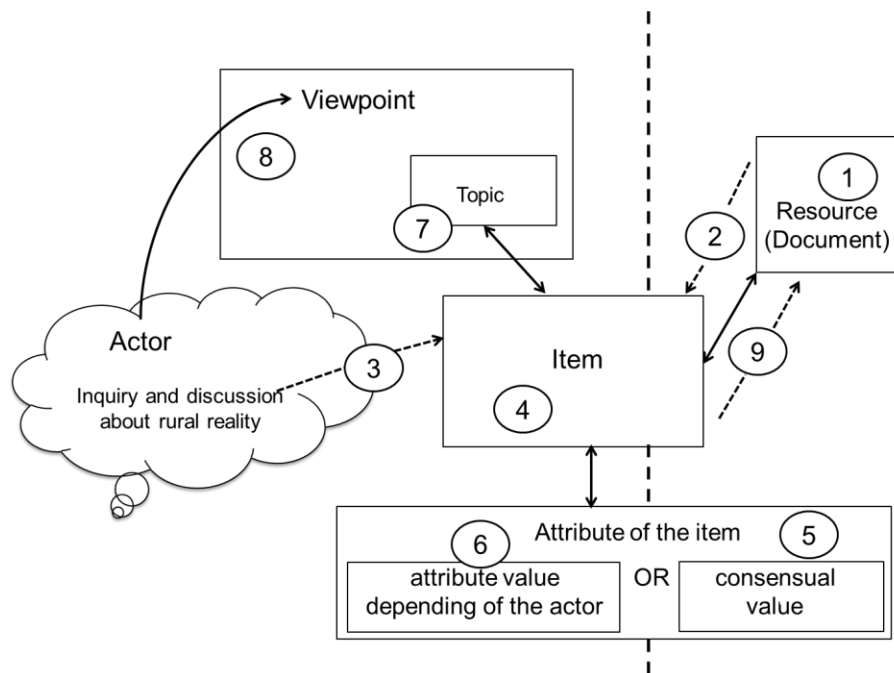 Viewpoint
8
Topic
7
1
Resource
(Document)
2
Actor
Inquiry and discussion
about rural reality
3
Item
4
9
Attribute of the item
5
6
attribute value
depending of the actor
OR
consensual
value